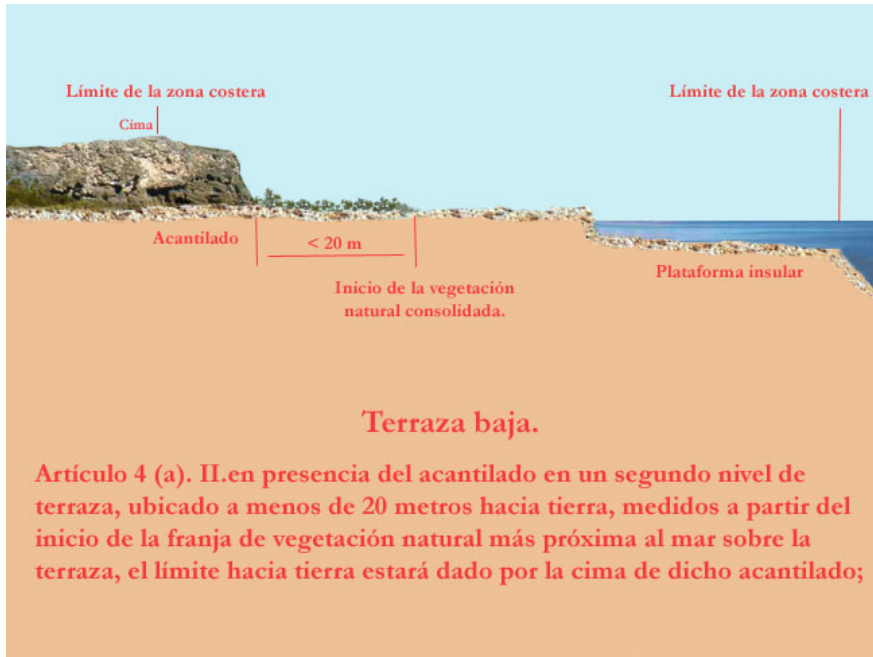 Límite de la zona costera
Límite de la zona costera
Cima
Acantilado
< 20 m
Inicio de la vegetación
natural consolidada.
Plataforma insular
Terraza baja.
Artículo 4 (a). II.en presencia del acantilado en un segundo nivel de
terraza, ubicado a menos de 20 metros hacia tierra, medidos a partir del
inicio de la franja de vegetación natural más próxima al mar sobre la
terraza, el límite hacia tierra estará dado por la cima de dicho acantilado;